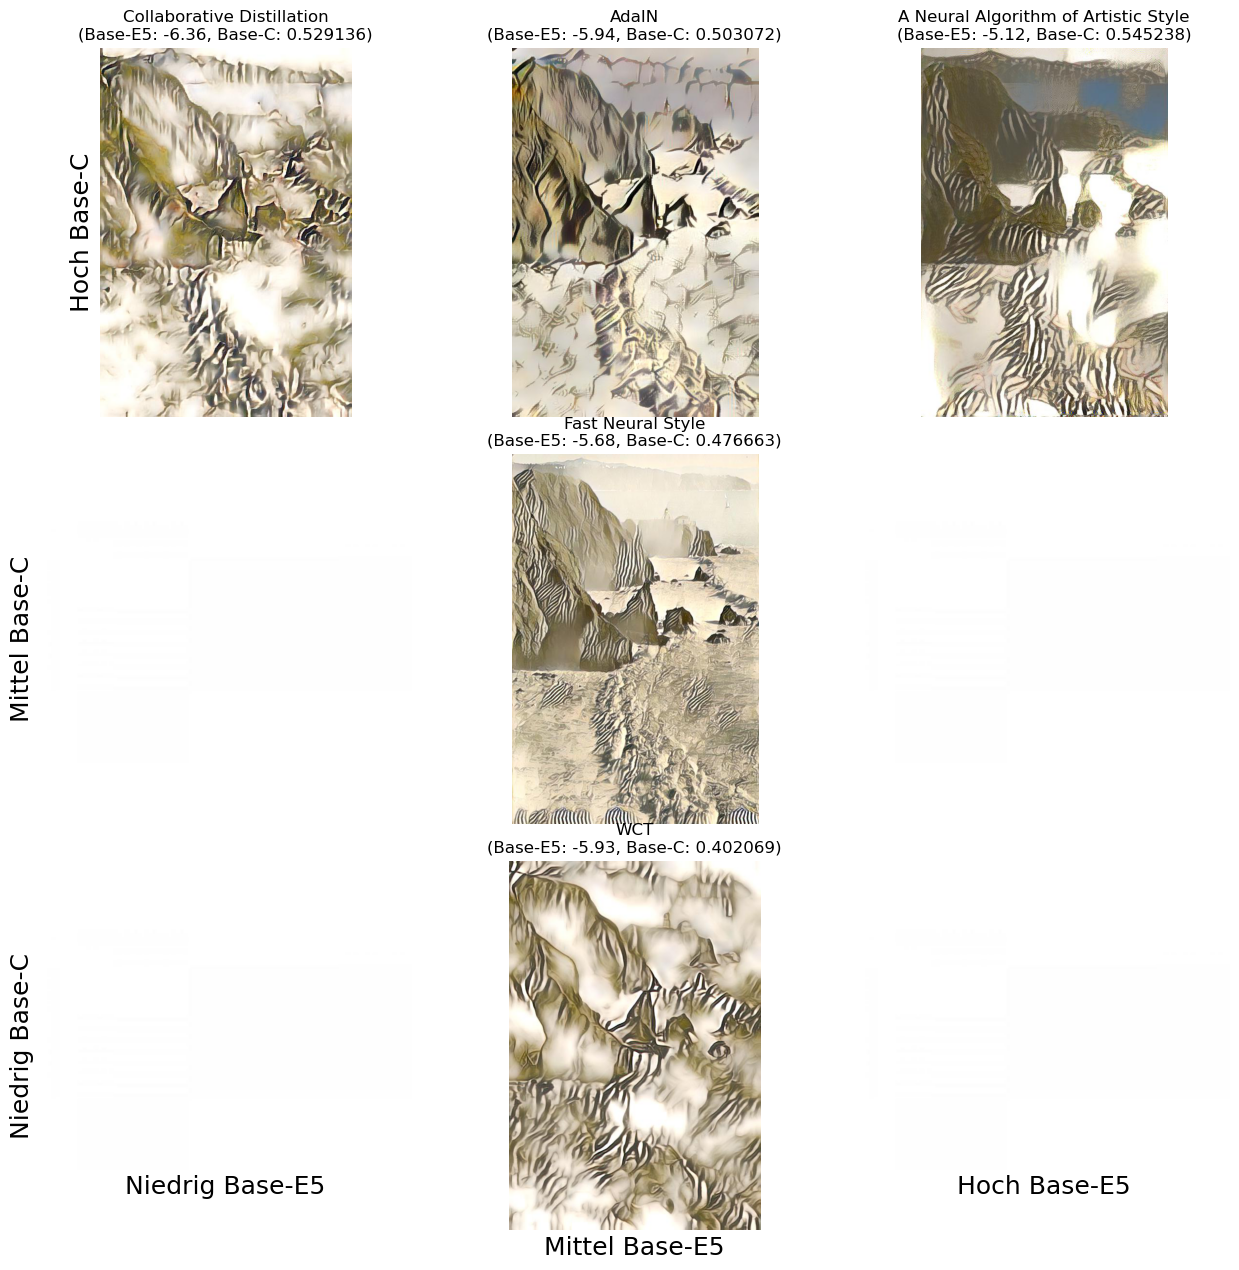 Collaborative Distillation
(Base-E5: -6.36, Base-C: 0.529136)
AdaIN
(Base-E5: -5.94, Base-C: 0.503072)
A Neural Algorithm of Artistic Style
(Base-E5: -5.12, Base-C: 0.545238)
Hoch Base-C
Fast Neural Style
(Base-E5: -5.68, Base-C: 0.476663)
Mittel Base-C
WCT
(Base-E5: -5.93, Base-C: 0.402069)
Niedrig Base-C
Niedrig Base-E5
Mittel Base-E5
Hoch Base-E5